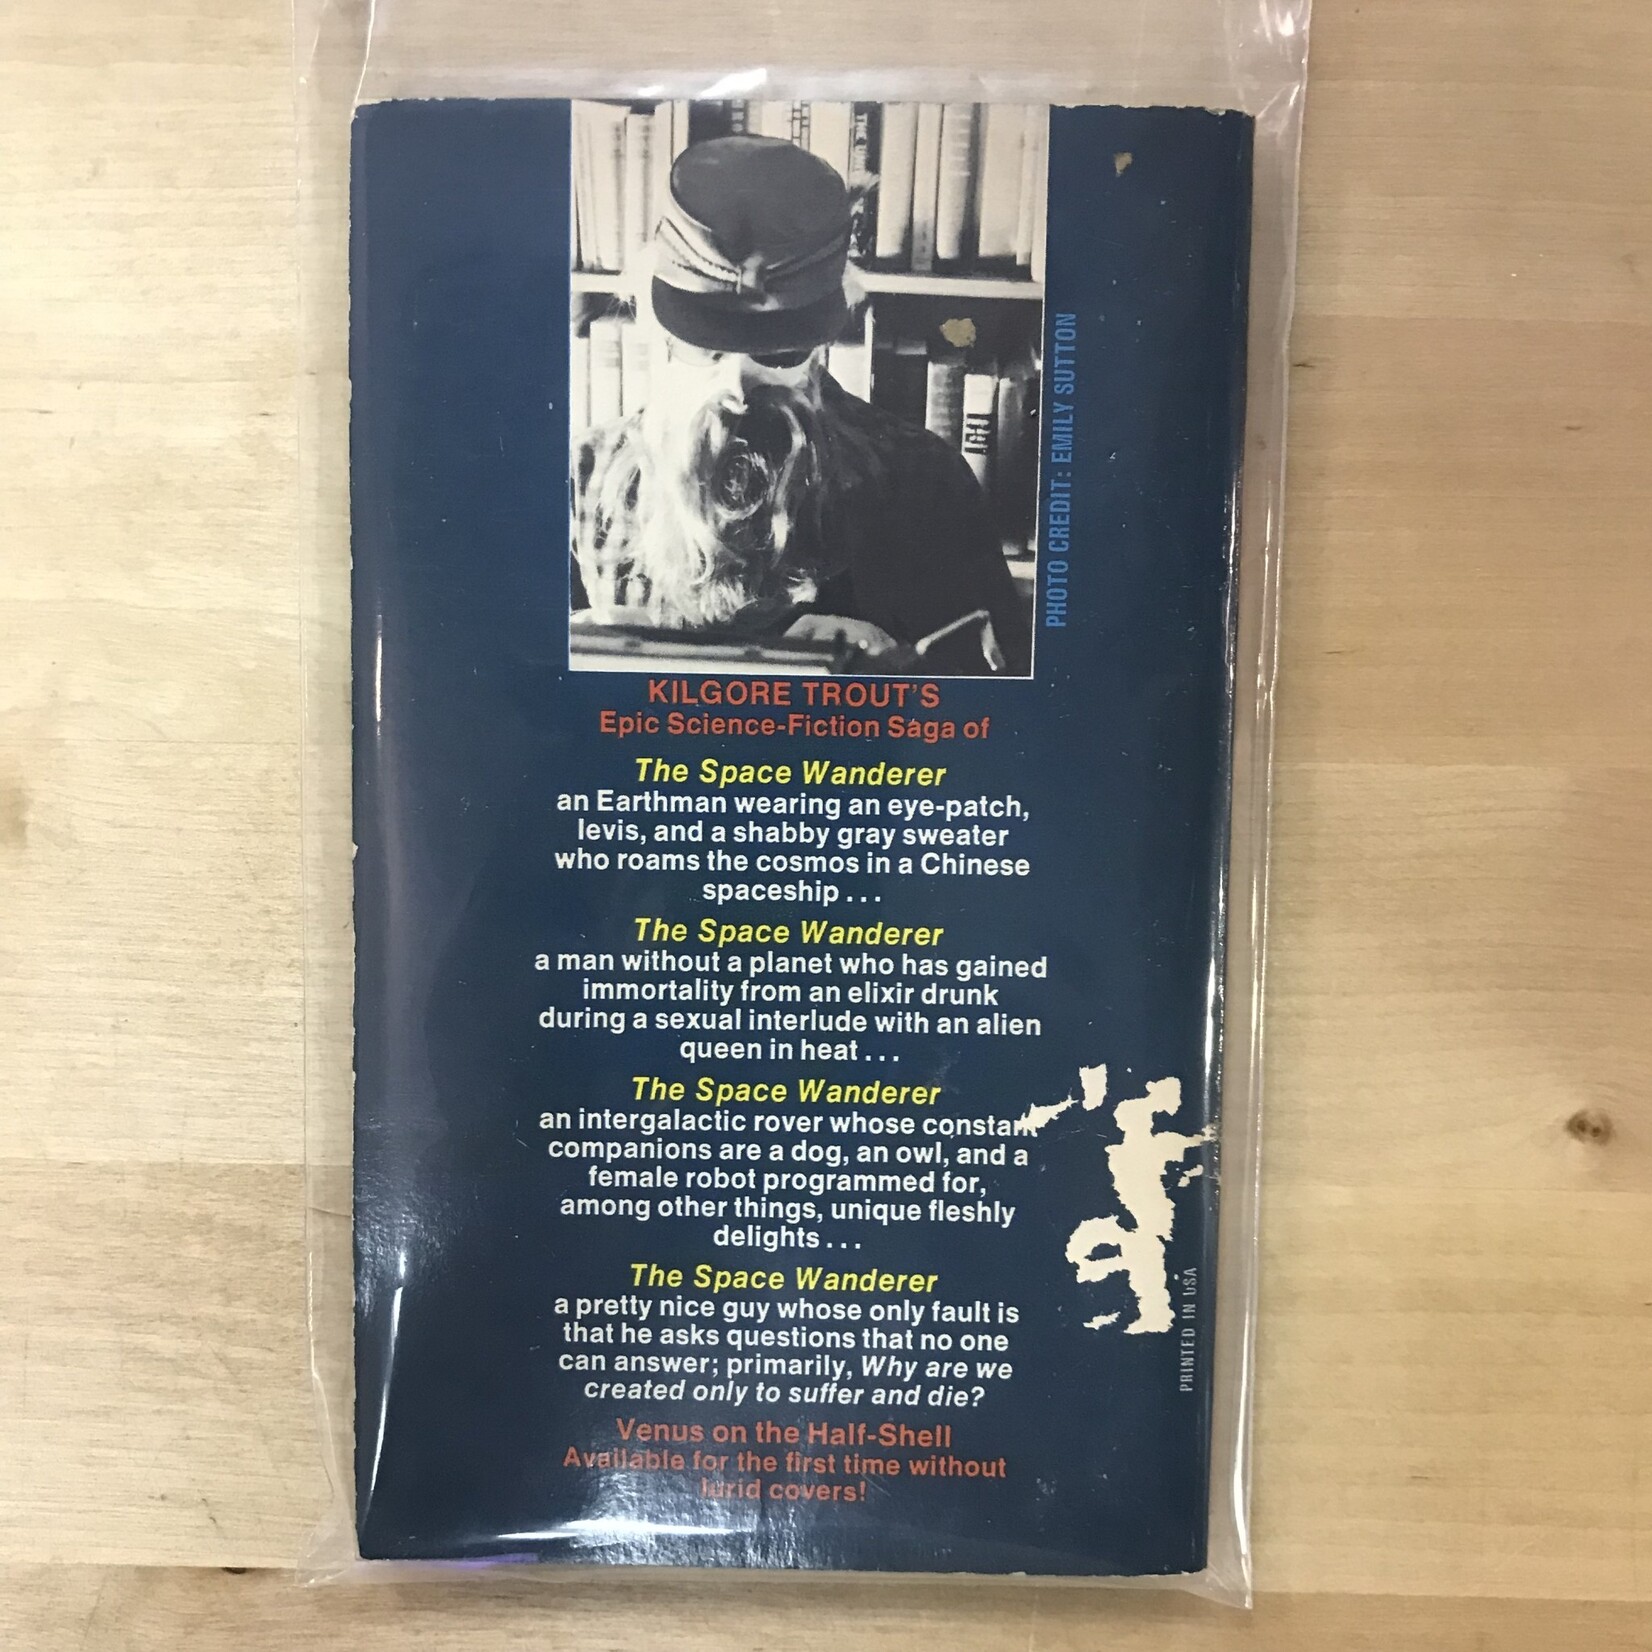 PHOTO CREDIT: EMILY SUTTON
KILGORE TROUT'S
Epic Science-Fiction Saga of
The Space Wanderer
an Earthman wearing an eye-patch,
levis, and a shabby gray sweater
who roams the cosmos in a Chinese
spaceship . . .
The Space Wanderer
a man without a planet who has gained
immortality from an elixir drunk
during a sexual interlude with an alien
queen in heat . . .
The Space Wanderer
an intergalactic rover whose constant
companions are a dog, an owl, and a
female robot programmed for,
among other things, unique fleshly
delights . . .
The Space Wanderer
a pretty nice guy whose only fault is
that he asks questions that no one
can answer; primarily, Why are we
created only to suffer and die?
Venus on the Half-Shell
Available for the first time without
lurid covers!
PRINTED IN USA